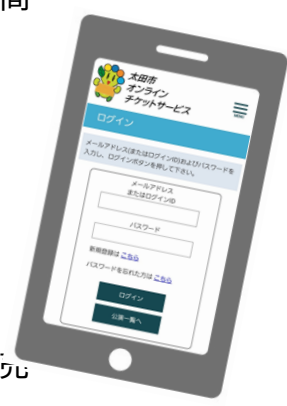 太田市
オンライン
チケットサービス
MENU
ログイン
メールアドレス(またはログインID)およびパスワードを
入力し、ログインボタンを押して下さい。
メールアドレス
またはログインID
パスワード
新規登録は こちら
パスワードを忘れた方は こちら
ログイン
公演一覧へ